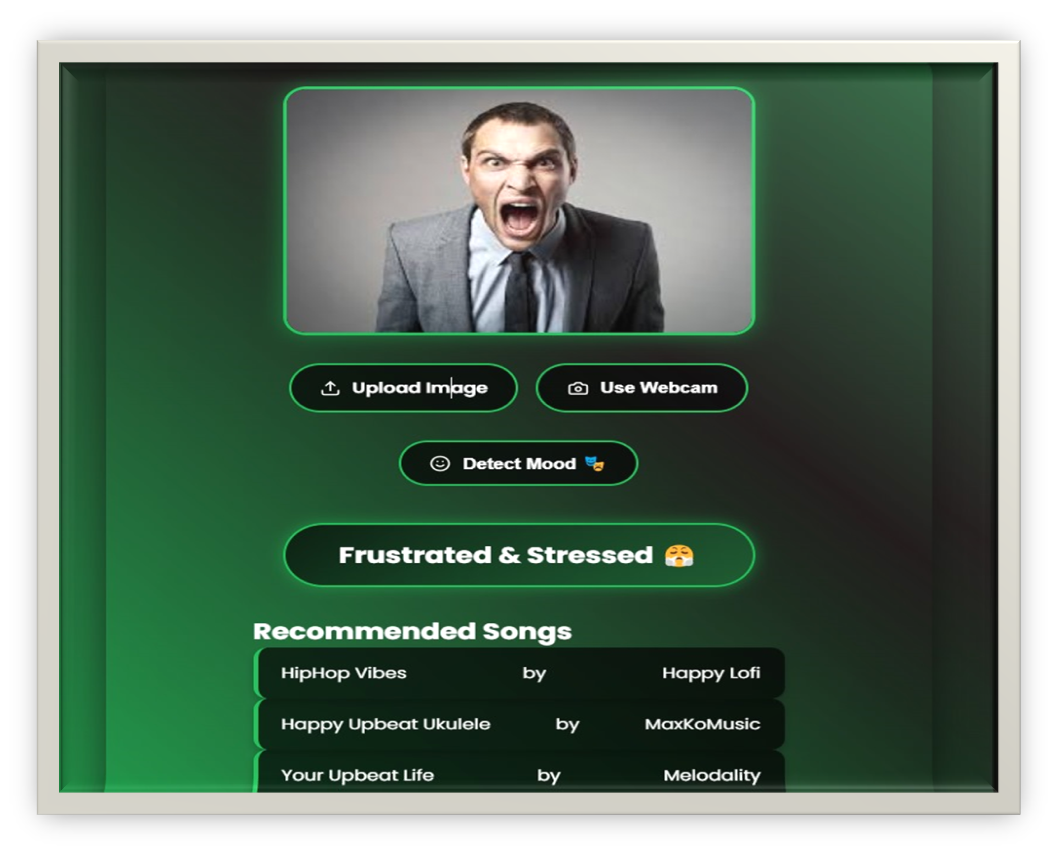 Upload Image
Use Webcam
Detect Mood 🎭
Frustrated & Stressed 😤
Recommended Songs
HipHop Vibes by Happy Lofi
Happy Upbeat Ukulele by MaxKoMusic
Your Upbeat Life by Melodality